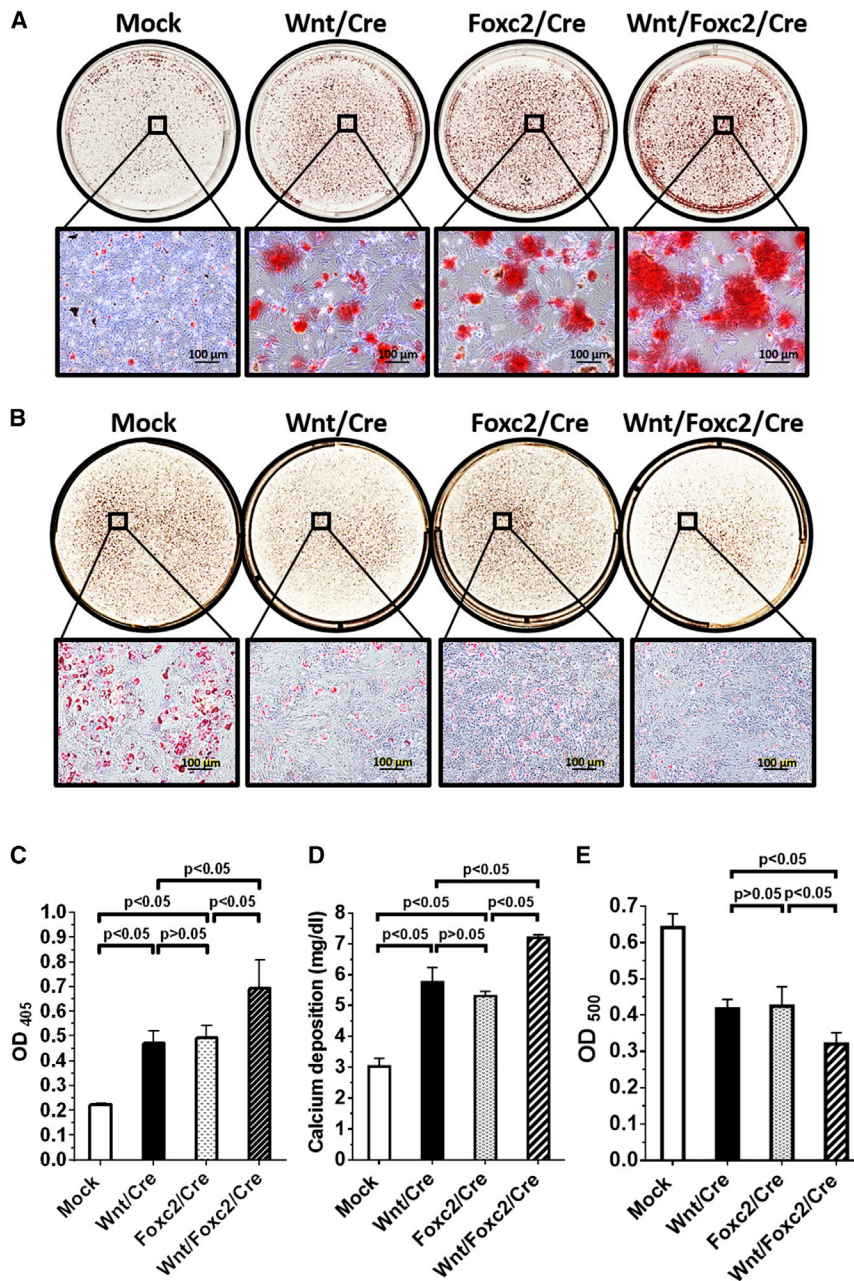 A
Mock
Wnt/Cre
Foxc2/Cre
Wnt/Foxc2/Cre
100 µm
100 µm
100 µm
100 µm
B
Mock
Wnt/Cre
Foxc2/Cre
Wnt/Foxc2/Cre
100 µm
100 µm
100 µm
100 µm
C
p<0.05
p<0.05
p<0.05
p<0.05
p>0.05
1.0
0.9
0.8
0.7
0.6
0.5
0.4
0.3
0.2
0.1
0.0
OD 405
Mock
Wnt/Cre
Foxc2/Cre
Wnt/Foxc2/Cre
D
p<0.05
p<0.05
p<0.05
p<0.05
p>0.05
8
7
6
5
4
3
2
1
0
Calcium deposition (mg/dl)
Mock
Wnt/Cre
Foxc2/Cre
Wnt/Foxc2/Cre
E
p<0.05
p>0.05
p<0.05
0.7
0.6
0.5
0.4
0.3
0.2
0.1
0.0
OD 500
Mock
Wnt/Cre
Foxc2/Cre
Wnt/Foxc2/Cre